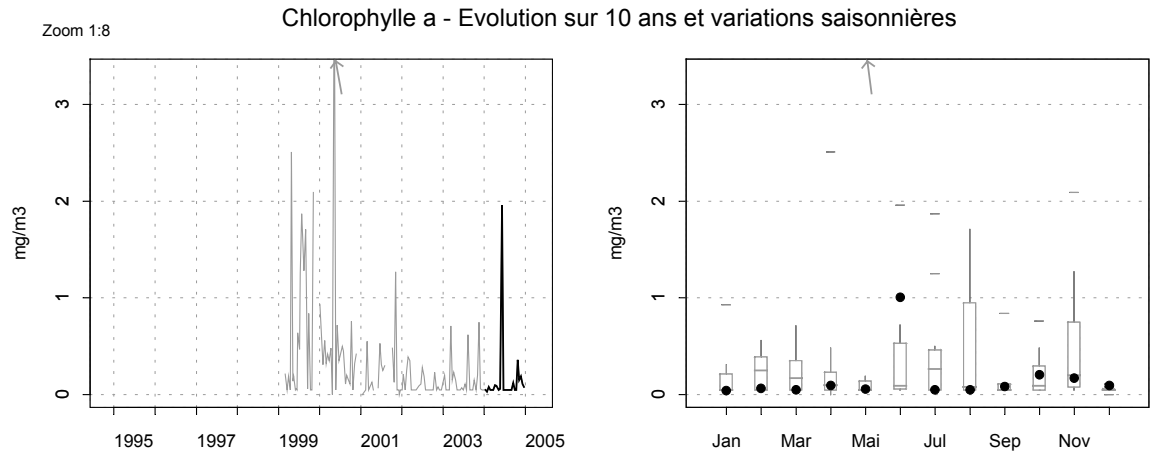 Chlorophylle a - Evolution sur 10 ans et variations saisonnières
Zoom 1:8
mg/m3
3
2
1
0
1995 1997 1999 2001 2003 2005
mg/m3
3
2
1
0
Jan Mar Mai Jul Sep Nov